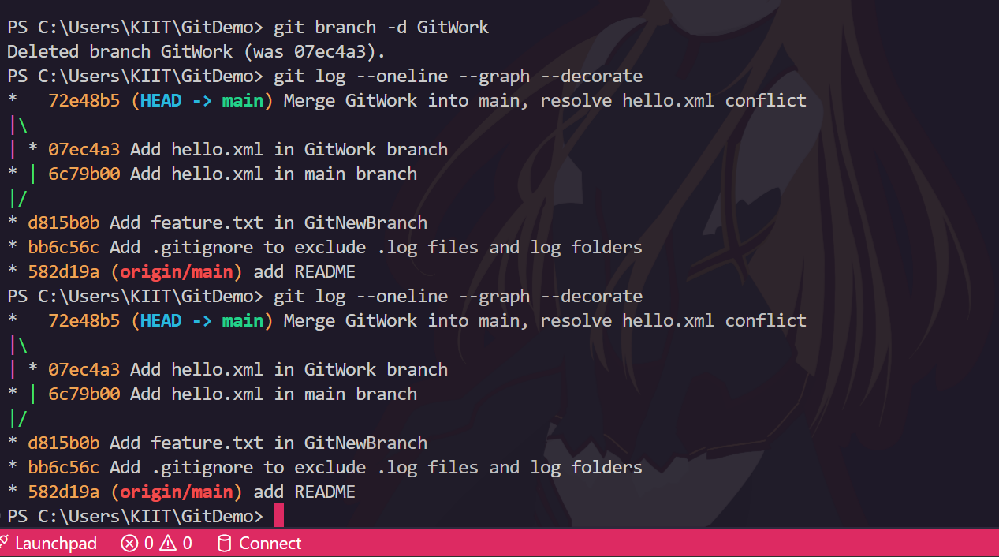 PS C:\Users\KIIT\GitDemo> git branch -d GitWork
Deleted branch GitWork (was 07ec4a3).
PS C:\Users\KIIT\GitDemo> git log --oneline --graph --decorate
*   72e48b5 (HEAD -> main) Merge GitWork into main, resolve hello.xml conflict
|\
| * 07ec4a3 Add hello.xml in GitWork branch
* | 6c79b00 Add hello.xml in main branch
|/
* d815b0b Add feature.txt in GitNewBranch
* bb6c56c Add .gitignore to exclude .log files and log folders
* 582d19a (origin/main) add README
PS C:\Users\KIIT\GitDemo> git log --oneline --graph --decorate
*   72e48b5 (HEAD -> main) Merge GitWork into main, resolve hello.xml conflict
|\
| * 07ec4a3 Add hello.xml in GitWork branch
* | 6c79b00 Add hello.xml in main branch
|/
* d815b0b Add feature.txt in GitNewBranch
* bb6c56c Add .gitignore to exclude .log files and log folders
* 582d19a (origin/main) add README
PS C:\Users\KIIT\GitDemo>
Launchpad 0 0 Connect